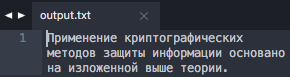 output.txt
1 Применение криптографических
методов защиты информации основано
на изложенной выше теории.